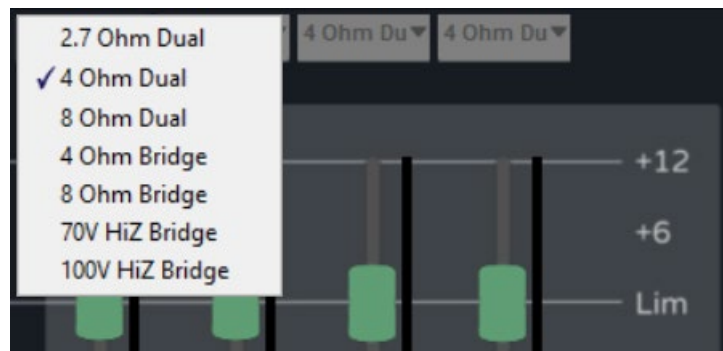 2.7 Ohm Dual
4 Ohm Dual
8 Ohm Dual
4 Ohm Bridge
8 Ohm Bridge
70V HiZ Bridge
100V HiZ Bridge
4 Ohm Du 4 Ohm Du
+12
+6
Lim